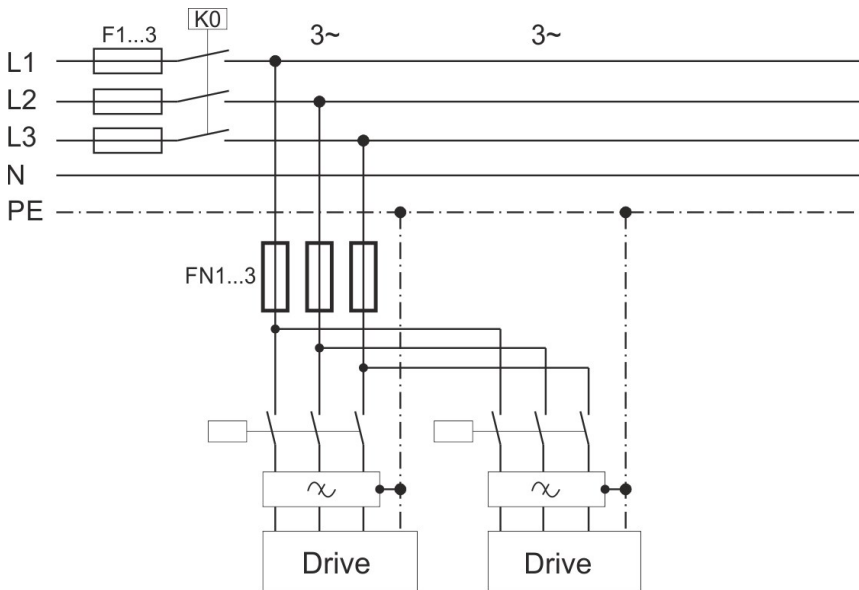 K0
F1...3
3~
3~
L1
L2
L3
N
PE
FN1...3
Drive
Drive